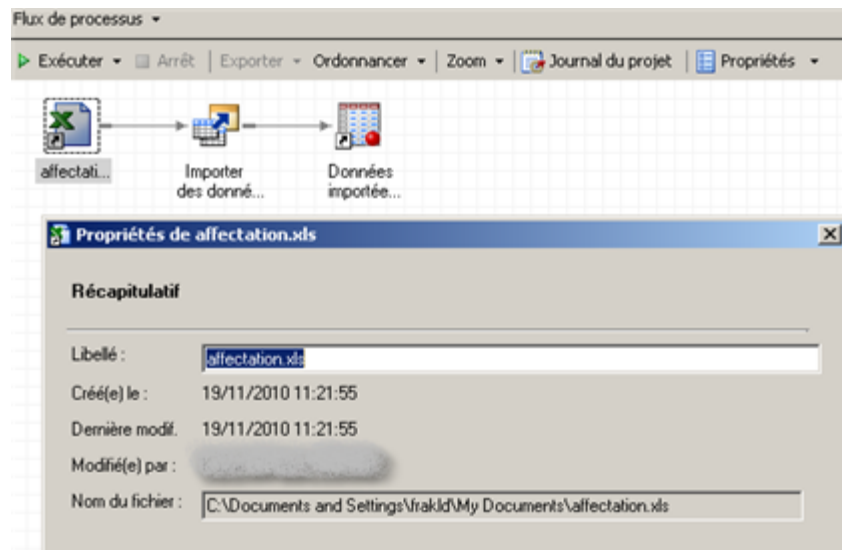 Flux de processus
Exécuter Arrêt Exporter Ordonnancer Zoom Journal du projet Propriétés
affectati... Importer des donné... Données importée...
Propriétés de affectation.xls
Récapitulatif
Libellé : affectation.xls
Créé(e) le : 19/11/2010 11:21:55
Dernière modif. 19/11/2010 11:21:55
Modifié(e) par :
Nom du fichier : C:\Documents and Settings\frakld\My Documents\affectation.xls